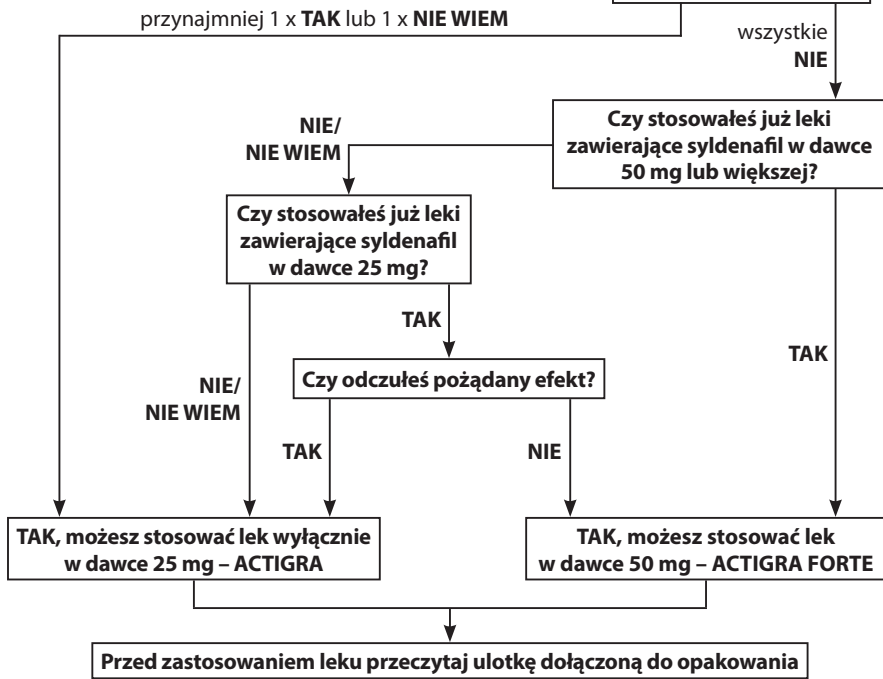 przynajmniej 1 x TAK lub 1 x NIE WIEM
wszystkie
NIE
Czy stosowałeś już leki
zawierające syldenafil w dawce
50 mg lub większej?
NIE/
NIE WIEM
Czy stosowałeś już leki
zawierające syldenafil
w dawce 25 mg?
TAK
TAK
Czy odczułeś pożądany efekt?
NIE/
NIE WIEM
TAK
NIE
TAK, możesz stosować lek wyłącznie
w dawce 25 mg – ACTIGRA
TAK, możesz stosować lek
w dawce 50 mg – ACTIGRA FORTE
Przed zastosowaniem leku przeczytaj ulotkę dołączoną do opakowania